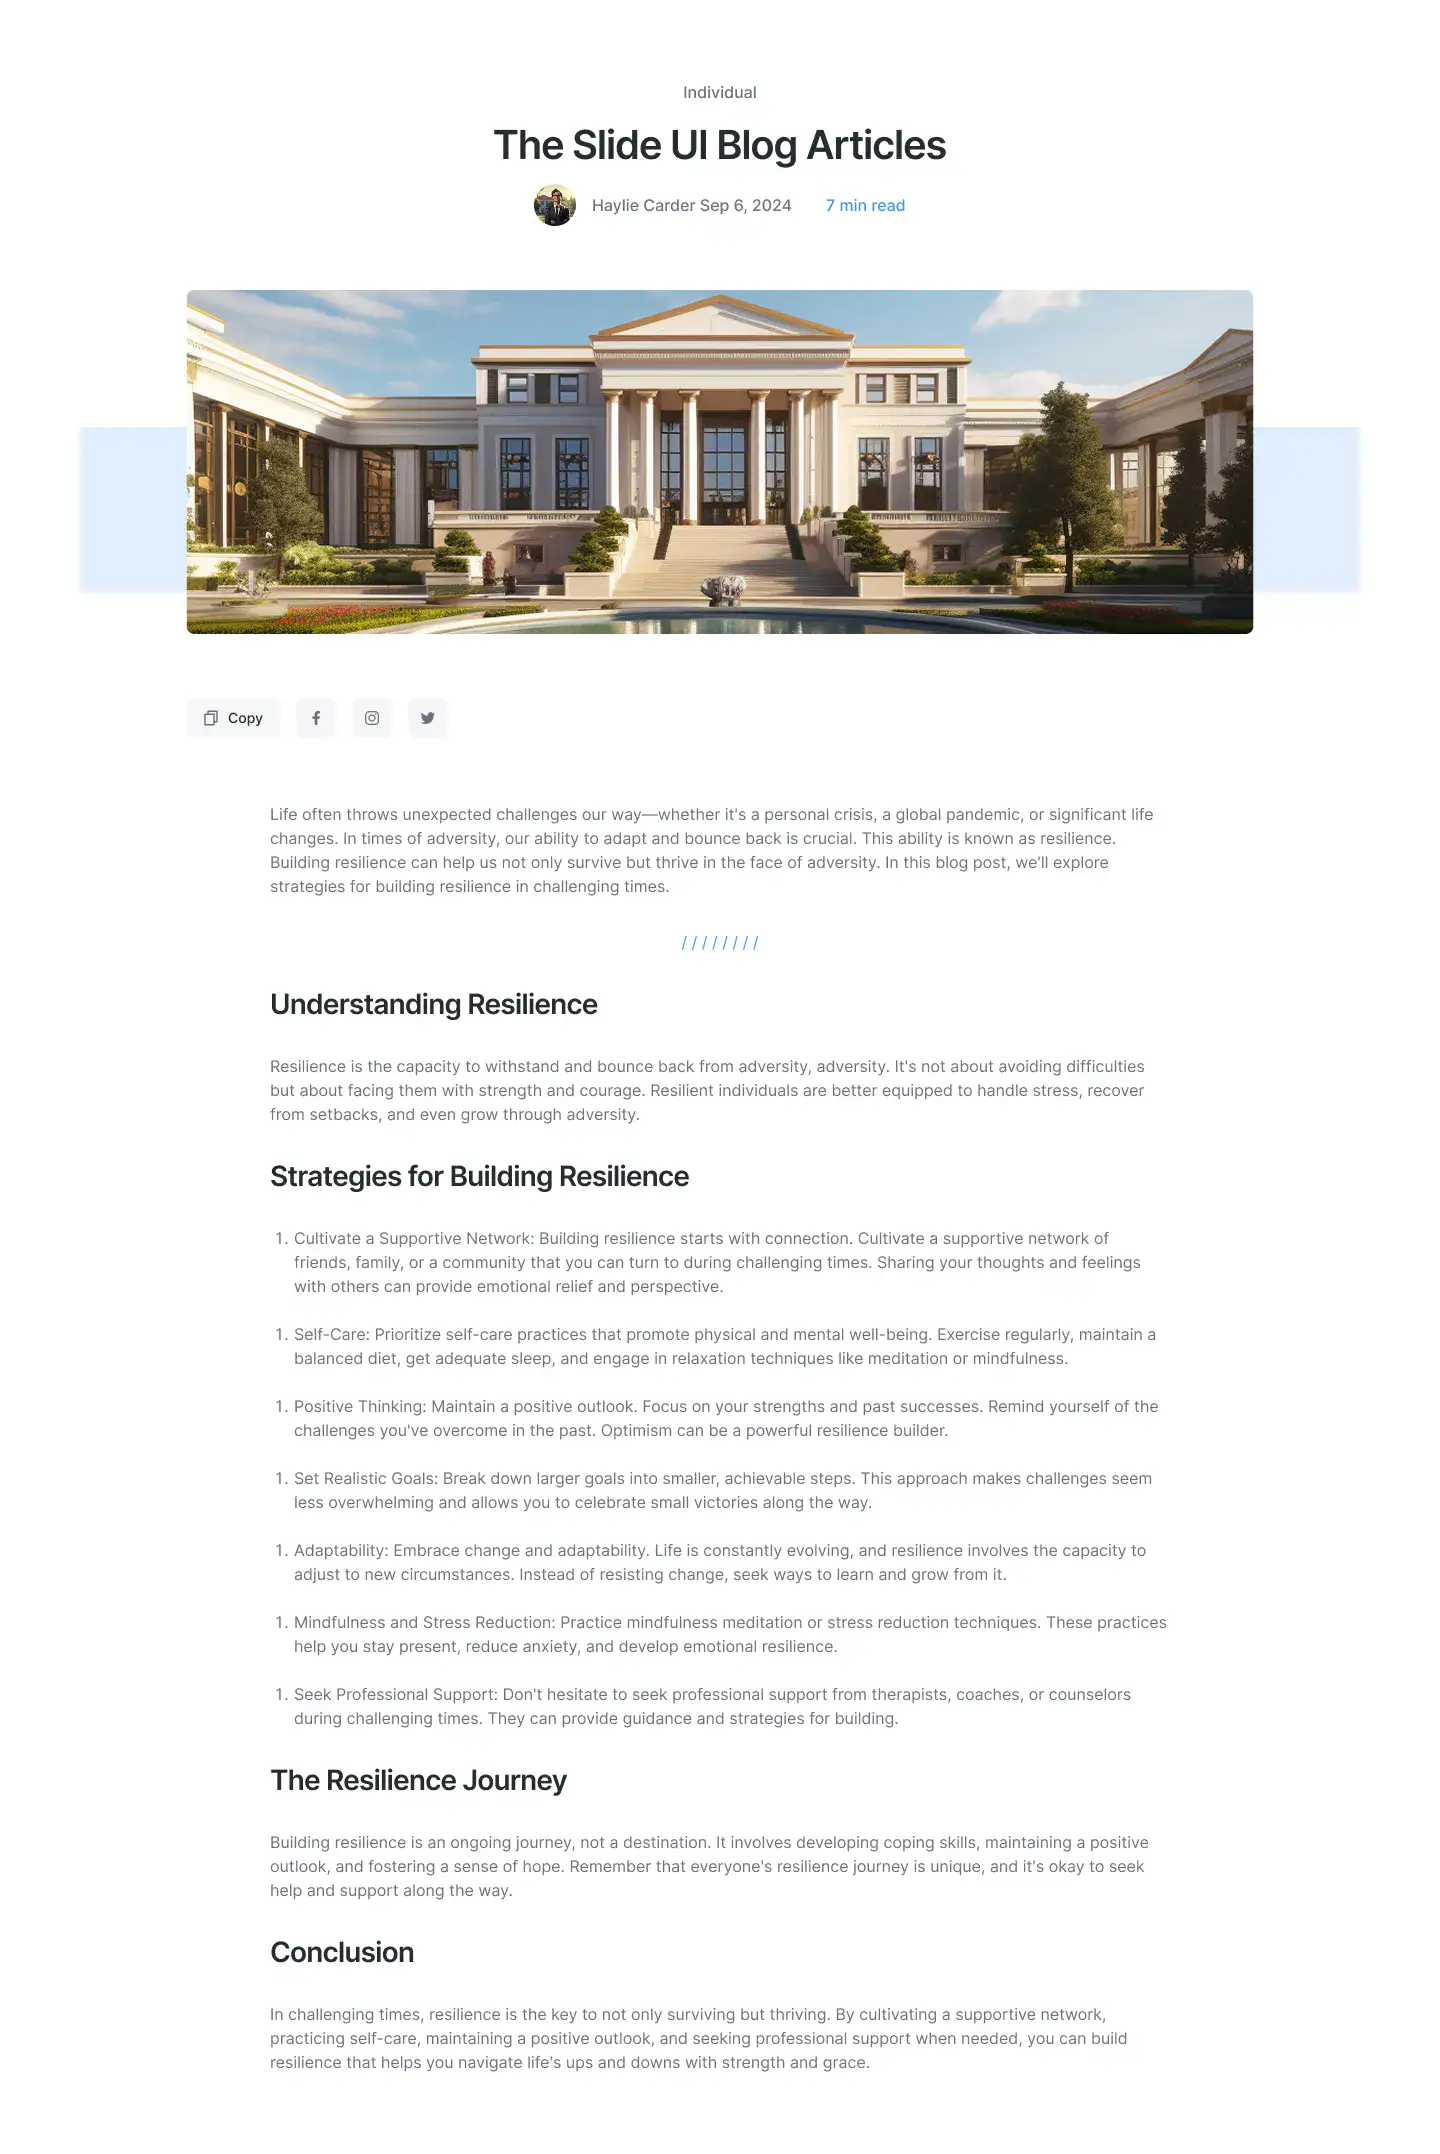 Individual
The Slide UI Blog Articles
Haylie Carder Sep 6, 2024 7 min read
Copy
Life often throws unexpected challenges our way—whether it's a personal crisis, a global pandemic, or significant life
changes. In times of adversity, our ability to adapt and bounce back is crucial. This ability is known as resilience.
Building resilience can help us not only survive but thrive in the face of adversity. In this blog post, we'll explore
strategies for building resilience in challenging times.
/ / / / / / / /
Understanding Resilience
Resilience is the capacity to withstand and bounce back from adversity, adversity. It's not about avoiding difficulties
but about facing them with strength and courage. Resilient individuals are better equipped to handle stress, recover
from setbacks, and even grow through adversity.
Strategies for Building Resilience
1. Cultivate a Supportive Network: Building resilience starts with connection. Cultivate a supportive network of
friends, family, or a community that you can turn to during challenging times. Sharing your thoughts and feelings
with others can provide emotional relief and perspective.
1. Self-Care: Prioritize self-care practices that promote physical and mental well-being. Exercise regularly, maintain a
balanced diet, get adequate sleep, and engage in relaxation techniques like meditation or mindfulness.
1. Positive Thinking: Maintain a positive outlook. Focus on your strengths and past successes. Remind yourself of the
challenges you've overcome in the past. Optimism can be a powerful resilience builder.
1. Set Realistic Goals: Break down larger goals into smaller, achievable steps. This approach makes challenges seem
less overwhelming and allows you to celebrate small victories along the way.
1. Adaptability: Embrace change and adaptability. Life is constantly evolving, and resilience involves the capacity to
adjust to new circumstances. Instead of resisting change, seek ways to learn and grow from it.
1. Mindfulness and Stress Reduction: Practice mindfulness meditation or stress reduction techniques. These practices
help you stay present, reduce anxiety, and develop emotional resilience.
1. Seek Professional Support: Don't hesitate to seek professional support from therapists, coaches, or counselors
during challenging times. They can provide guidance and strategies for building.
The Resilience Journey
Building resilience is an ongoing journey, not a destination. It involves developing coping skills, maintaining a positive
outlook, and fostering a sense of hope. Remember that everyone's resilience journey is unique, and it's okay to seek
help and support along the way.
Conclusion
In challenging times, resilience is the key to not only surviving but thriving. By cultivating a supportive network,
practicing self-care, maintaining a positive outlook, and seeking professional support when needed, you can build
resilience that helps you navigate life's ups and downs with strength and grace.